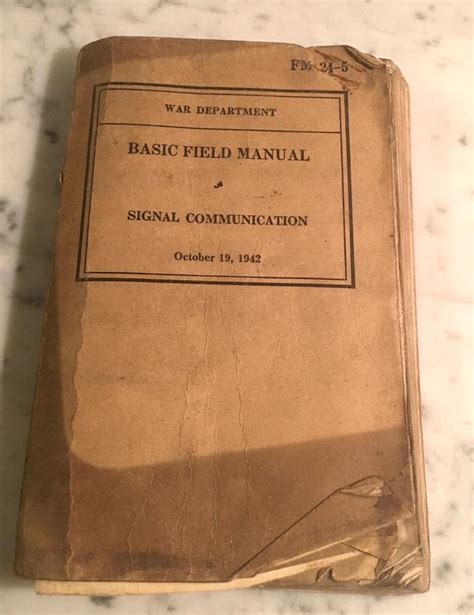 FM 24-5
WAR DEPARTMENT
BASIC FIELD MANUAL
SIGNAL COMMUNICATION
October 19, 1942